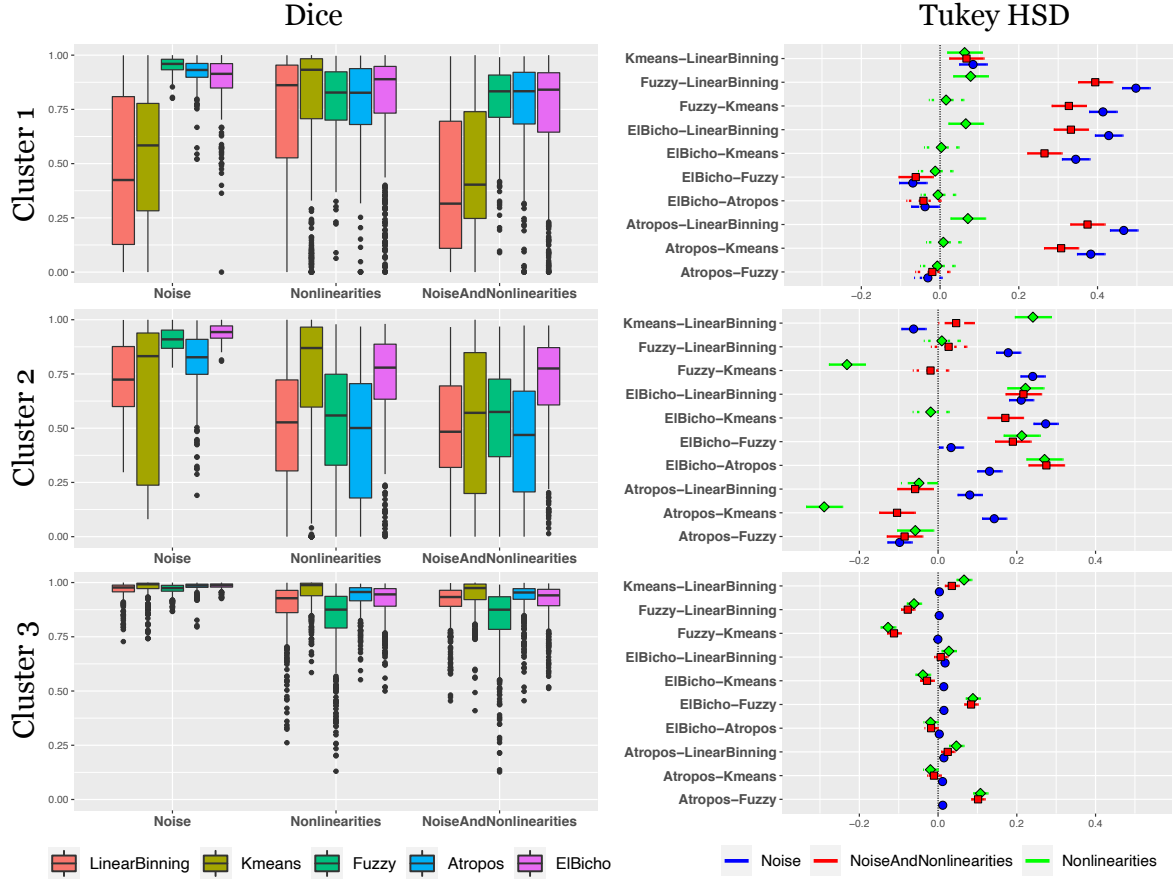 Dice
Tukey HSD
Cluster 1
1.00
0.75
0.50
0.25
0.00
Noise
Nonlinearities
NoiseAndNonlinearities
Kmeans−LinearBinning
Fuzzy−LinearBinning
Fuzzy−Kmeans
ElBicho−LinearBinning
ElBicho−Kmeans
ElBicho−Fuzzy
ElBicho−Atropos
Atropos−LinearBinning
Atropos−Kmeans
Atropos−Fuzzy
−0.2
0.0
0.2
0.4
Cluster 2
1.00
0.75
0.50
0.25
0.00
Noise
Nonlinearities
NoiseAndNonlinearities
Kmeans−LinearBinning
Fuzzy−LinearBinning
Fuzzy−Kmeans
ElBicho−LinearBinning
ElBicho−Kmeans
ElBicho−Fuzzy
ElBicho−Atropos
Atropos−LinearBinning
Atropos−Kmeans
Atropos−Fuzzy
−0.2
0.0
0.2
0.4
Cluster 3
1.00
0.75
0.50
0.25
0.00
Noise
Nonlinearities
NoiseAndNonlinearities
Kmeans−LinearBinning
Fuzzy−LinearBinning
Fuzzy−Kmeans
ElBicho−LinearBinning
ElBicho−Kmeans
ElBicho−Fuzzy
ElBicho−Atropos
Atropos−LinearBinning
Atropos−Kmeans
Atropos−Fuzzy
−0.2
0.0
0.2
0.4
LinearBinning
Kmeans
Fuzzy
Atropos
ElBicho
Noise
NoiseAndNonlinearities
Nonlinearities